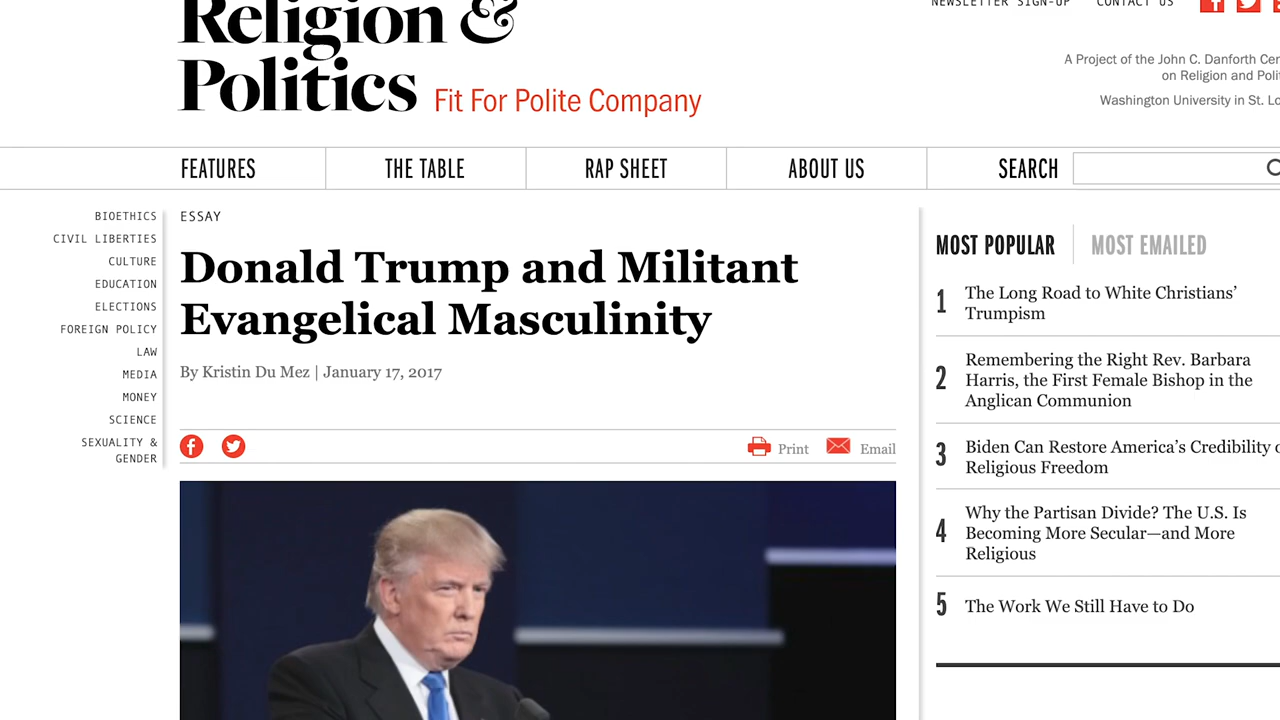 NEWSLETTER SIGN-UP CONTACT US
Religion &
Politics Fit For Polite Company
A Project of the John C. Danforth Cen
on Religion and Polit
Washington University in St. Lo
FEATURES THE TABLE RAP SHEET ABOUT US SEARCH
BIOETHICS
CIVIL LIBERTIES
CULTURE
EDUCATION
ELECTIONS
FOREIGN POLICY
LAW
MEDIA
MONEY
SCIENCE
SEXUALITY &
GENDER
ESSAY
Donald Trump and Militant
Evangelical Masculinity
By Kristin Du Mez | January 17, 2017
Print Email
MOST POPULAR MOST EMAILED
1 The Long Road to White Christians’
Trumpism
2 Remembering the Right Rev. Barbara
Harris, the First Female Bishop in the
Anglican Communion
3 Biden Can Restore America’s Credibility o
Religious Freedom
4 Why the Partisan Divide? The U.S. Is
Becoming More Secular—and More
Religious
5 The Work We Still Have to Do